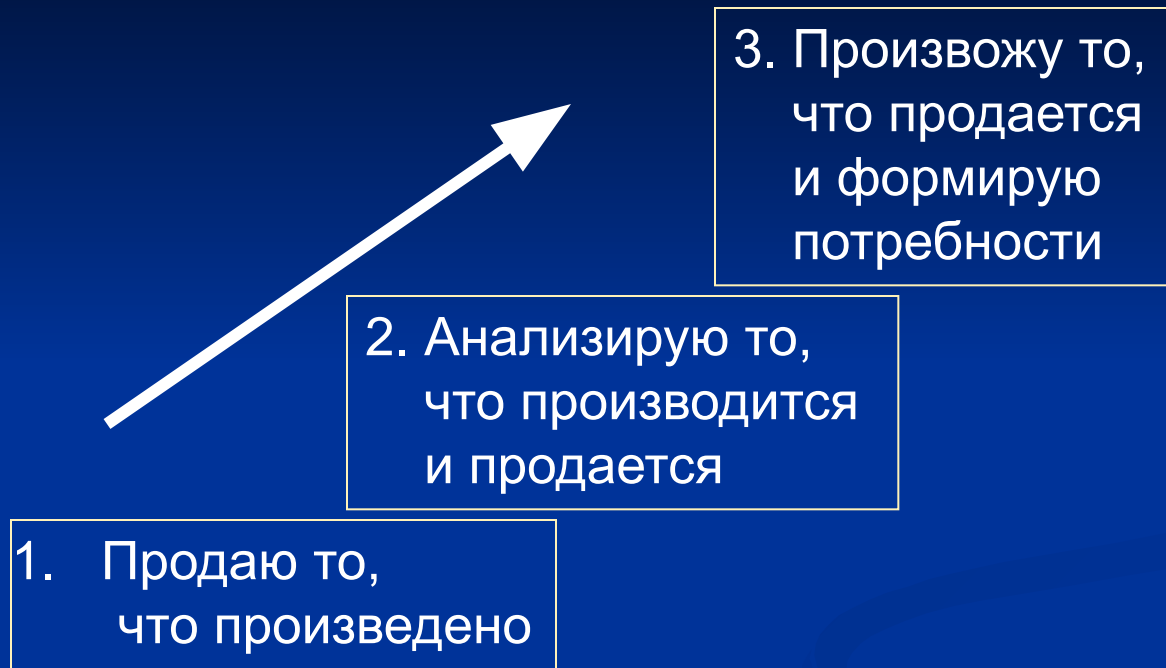 3. Произвожу то,
что продается
и формирую
потребности
2. Анализирую то,
что производится
и продается
1. Продаю то,
что произведено